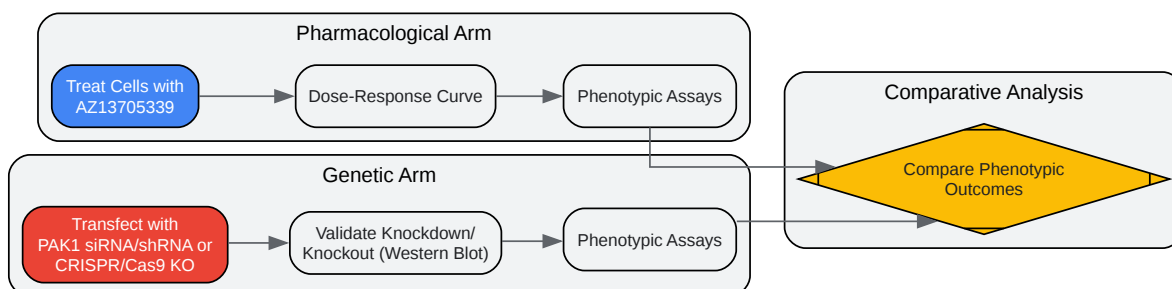 Pharmacological Arm
Treat Cells with
AZ13705339
Dose-Response Curve
Phenotypic Assays
Genetic Arm
Transfect with
PAK1 siRNA/shRNA or
CRISPR/Cas9 KO
Validate Knockdown/
Knockout (Western Blot)
Phenotypic Assays
Comparative Analysis
Compare Phenotypic
Outcomes